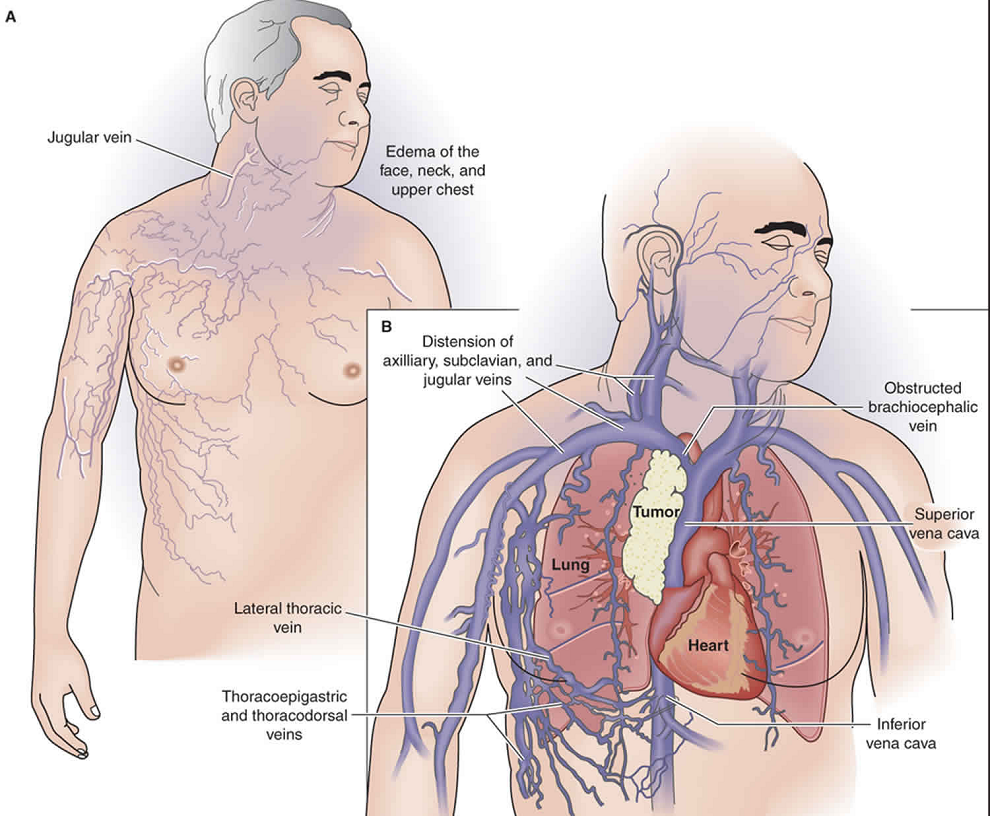 A
Jugular vein
Edema of the
face, neck, and
upper chest
B
Distension of
axilliary, subclavian, and
jugular veins
Obstructed
brachiocephalic
vein
Tumor
Superior
vena cava
Lung
Lateral thoracic
vein
Heart
Thoracoepigastric
and thoracodorsal
veins
Inferior
vena cava